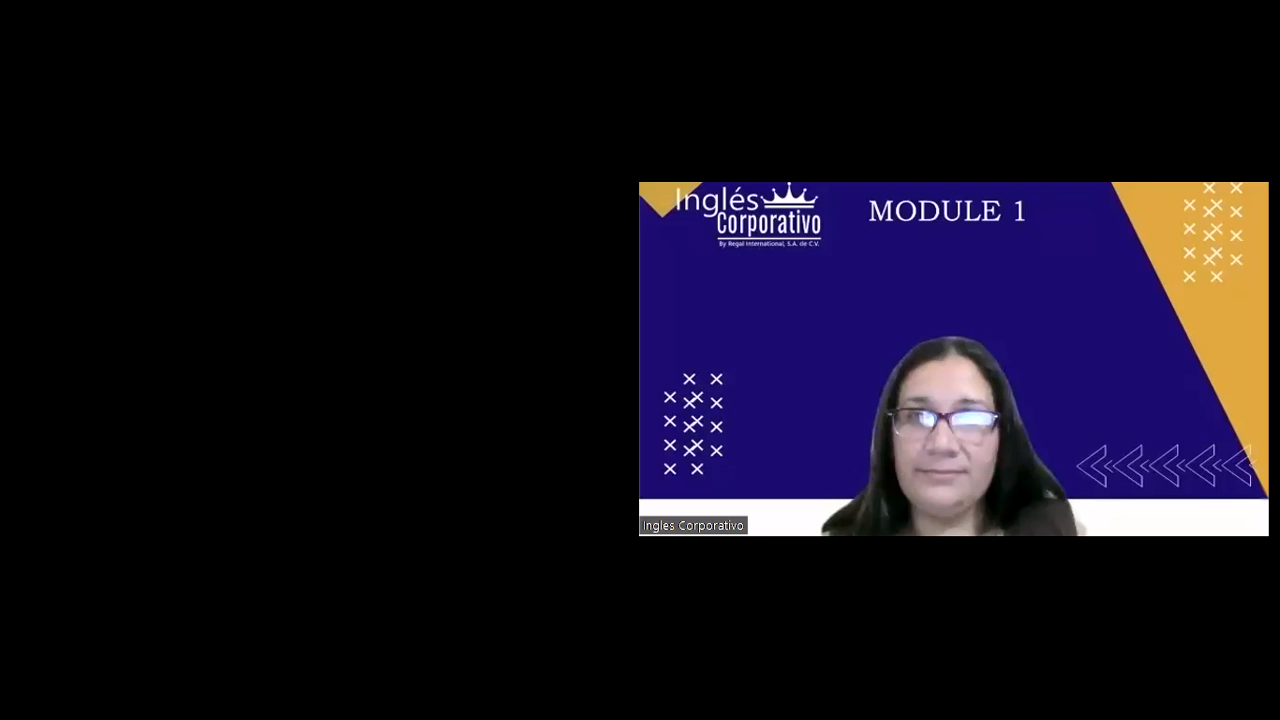 Inglés
Corporativo
By Regal International, S.A. de C.V.
MODULE 1
Ingles Corporativo